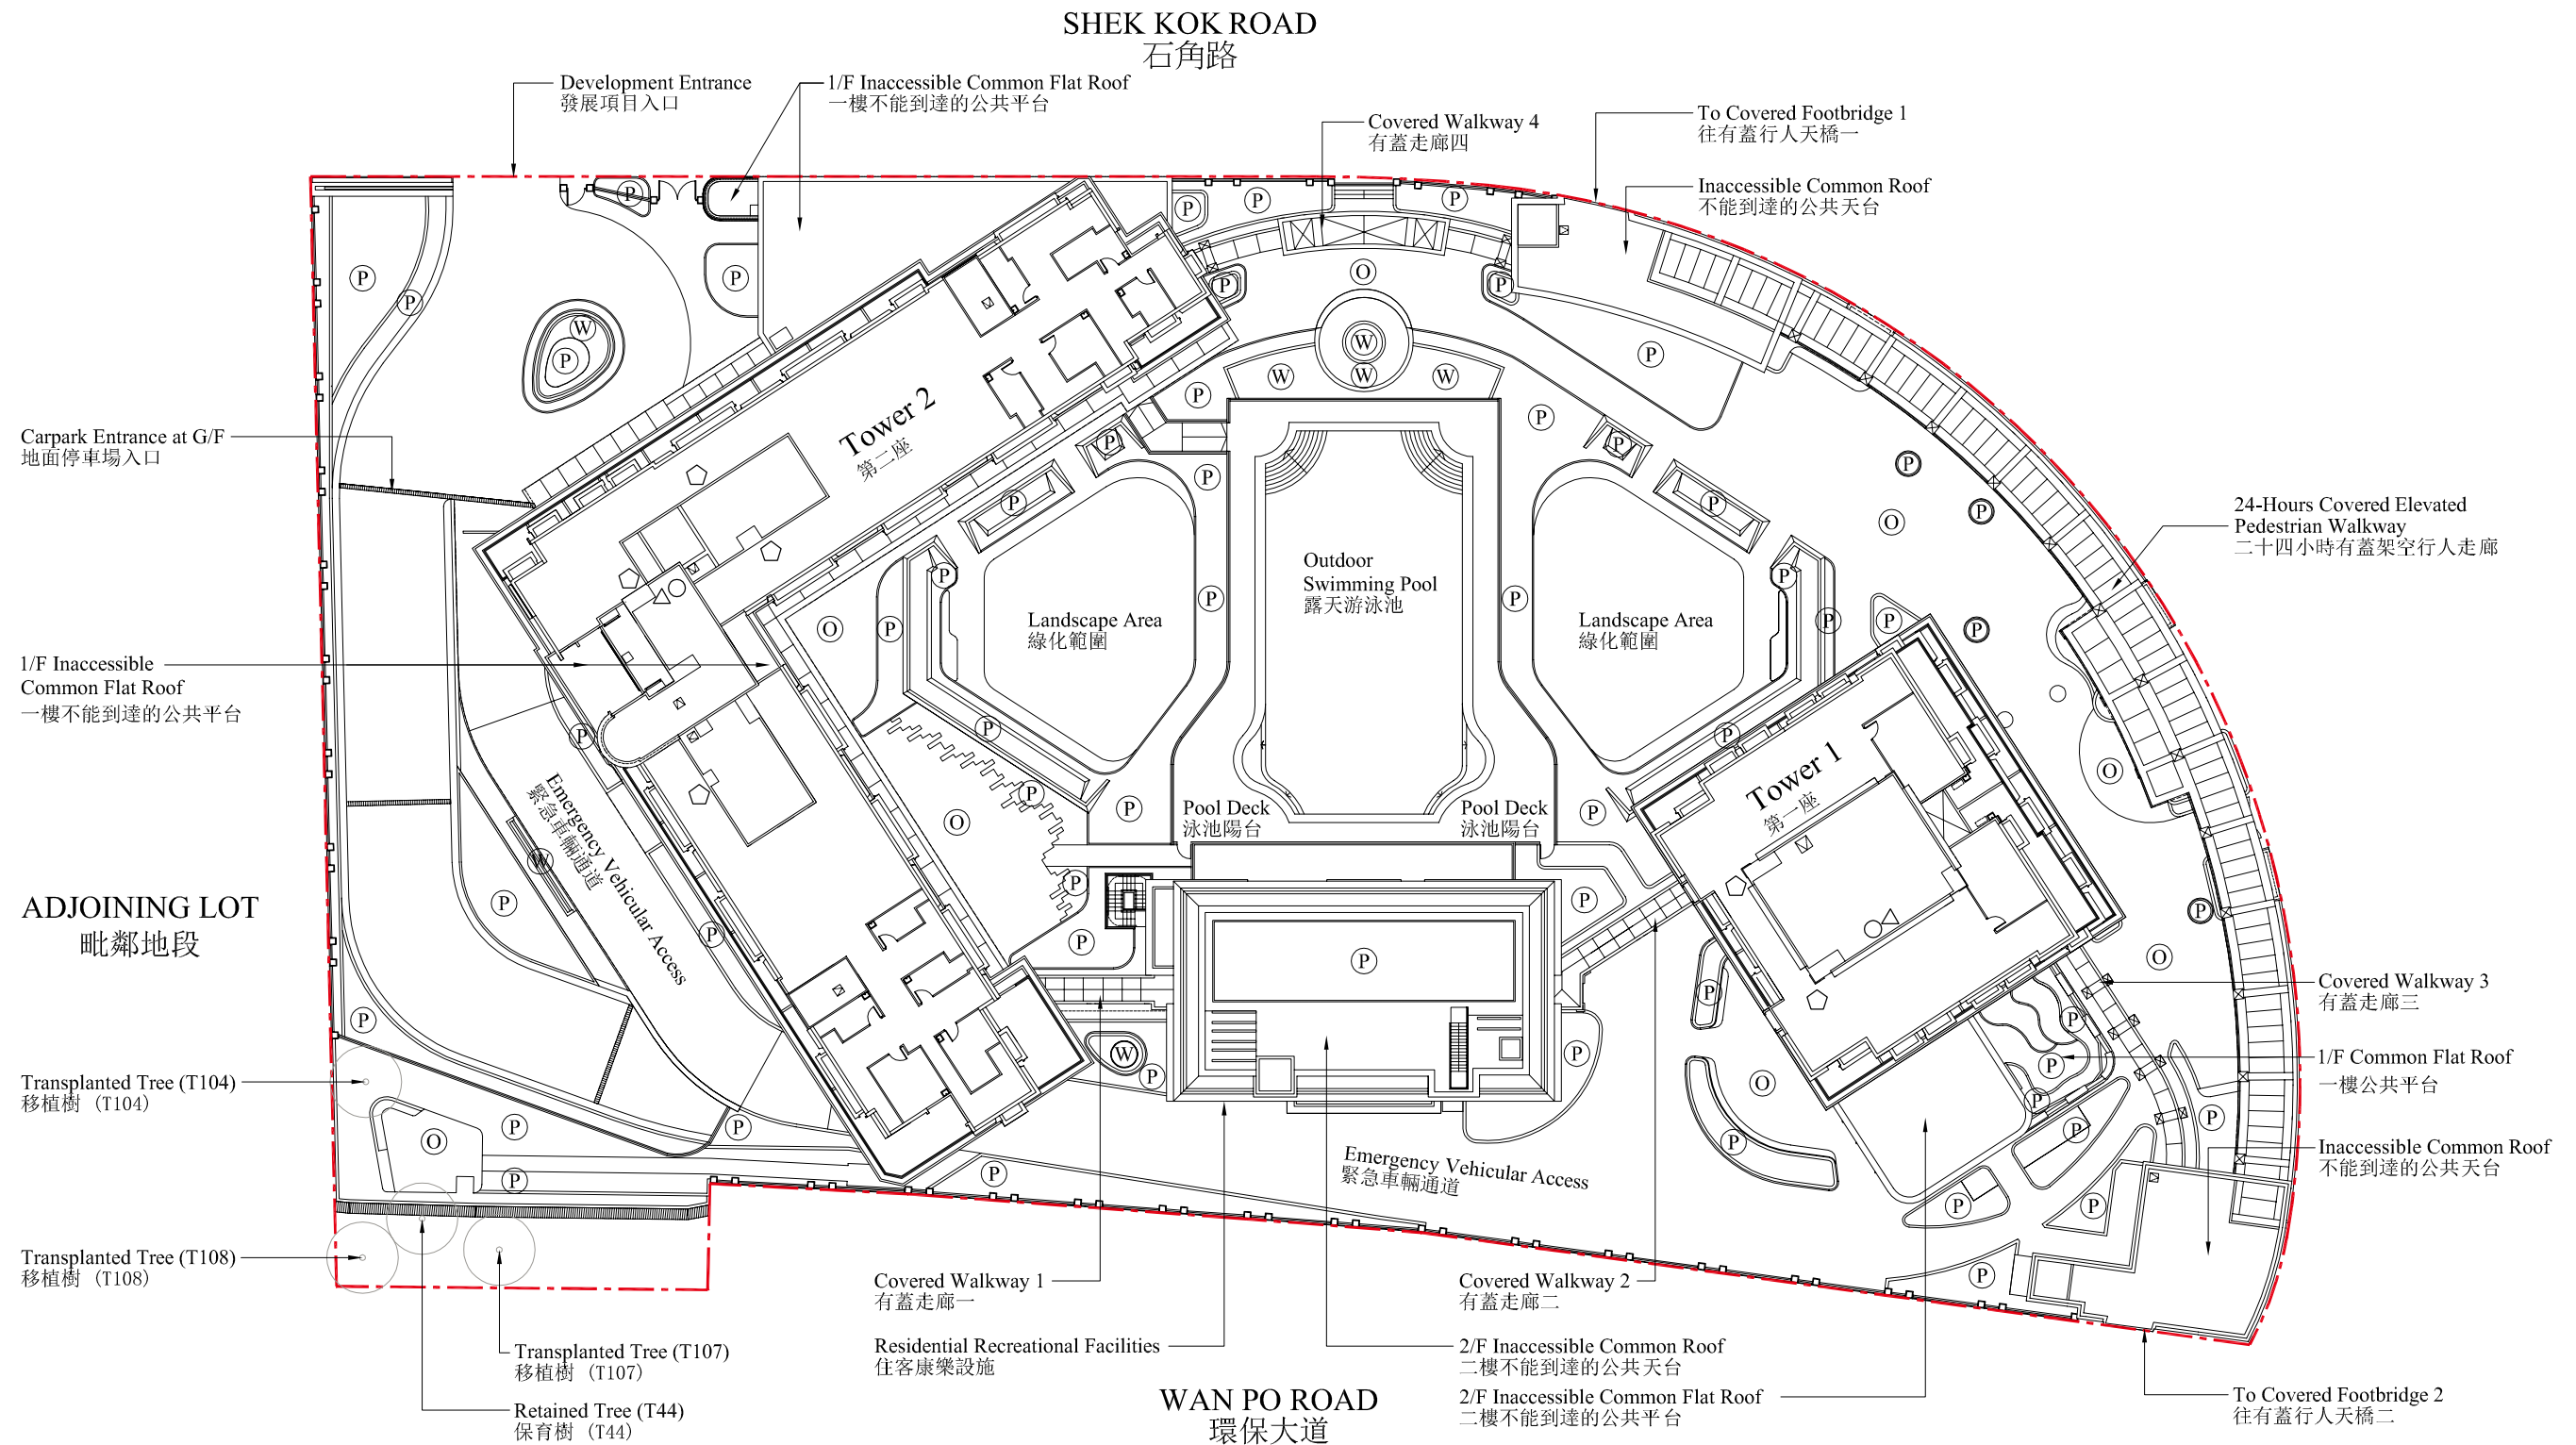 SHEK KOK ROAD
石角路
Development Entrance
發展項目入口
1/F Inaccessible Common Flat Roof
一樓不能到達的公共平台
Covered Walkway 4
有蓋走廊四
To Covered Footbridge 1
往有蓋行人天橋一
Inaccessible Common Roof
不能到達的公共天台
P
P
P
P
P
P
P
P
P
O
W
P
W
P
W
W
W
P
P
Carpark Entrance at G/F
地面停車場入口
Tower 2
第二座
P
P
P
P
P
P
P
O
P
24-Hours Covered Elevated
Pedestrian Walkway
二十四小時有蓋架空行人走廊
Outdoor
Swimming Pool
露天游泳池
P
P
P
P
O
P
Landscape Area
綠化範圍
Landscape Area
綠化範圍
P
P
P
1/F Inaccessible
Common Flat Roof
一樓不能到達的公共平台
P
P
P
O
P
O
P
P
Pool Deck
泳池陽台
Pool Deck
泳池陽台
Tower 1
第一座
Emergency Vehicular Access
緊急車輛通道
W
P
P
P
P
P
P
P
O
P
P
ADJOINING LOT
毗鄰地段
Covered Walkway 3
有蓋走廊三
P
P
W
P
P
P
P
O
P
P
1/F Common Flat Roof
一樓公共平台
Transplanted Tree (T104)
移植樹 (T104)
O
P
P
P
P
P
P
Inaccessible Common Roof
不能到達的公共天台
Emergency Vehicular Access
緊急車輛通道
P
P
P
P
Transplanted Tree (T108)
移植樹 (T108)
Covered Walkway 1
有蓋走廊一
Covered Walkway 2
有蓋走廊二
Transplanted Tree (T107)
移植樹 (T107)
Residential Recreational Facilities
住客康樂設施
2/F Inaccessible Common Roof
二樓不能到達的公共天台
Retained Tree (T44)
保育樹 (T44)
WAN PO ROAD
環保大道
2/F Inaccessible Common Flat Roof
二樓不能到達的公共平台
To Covered Footbridge 2
往有蓋行人天橋二